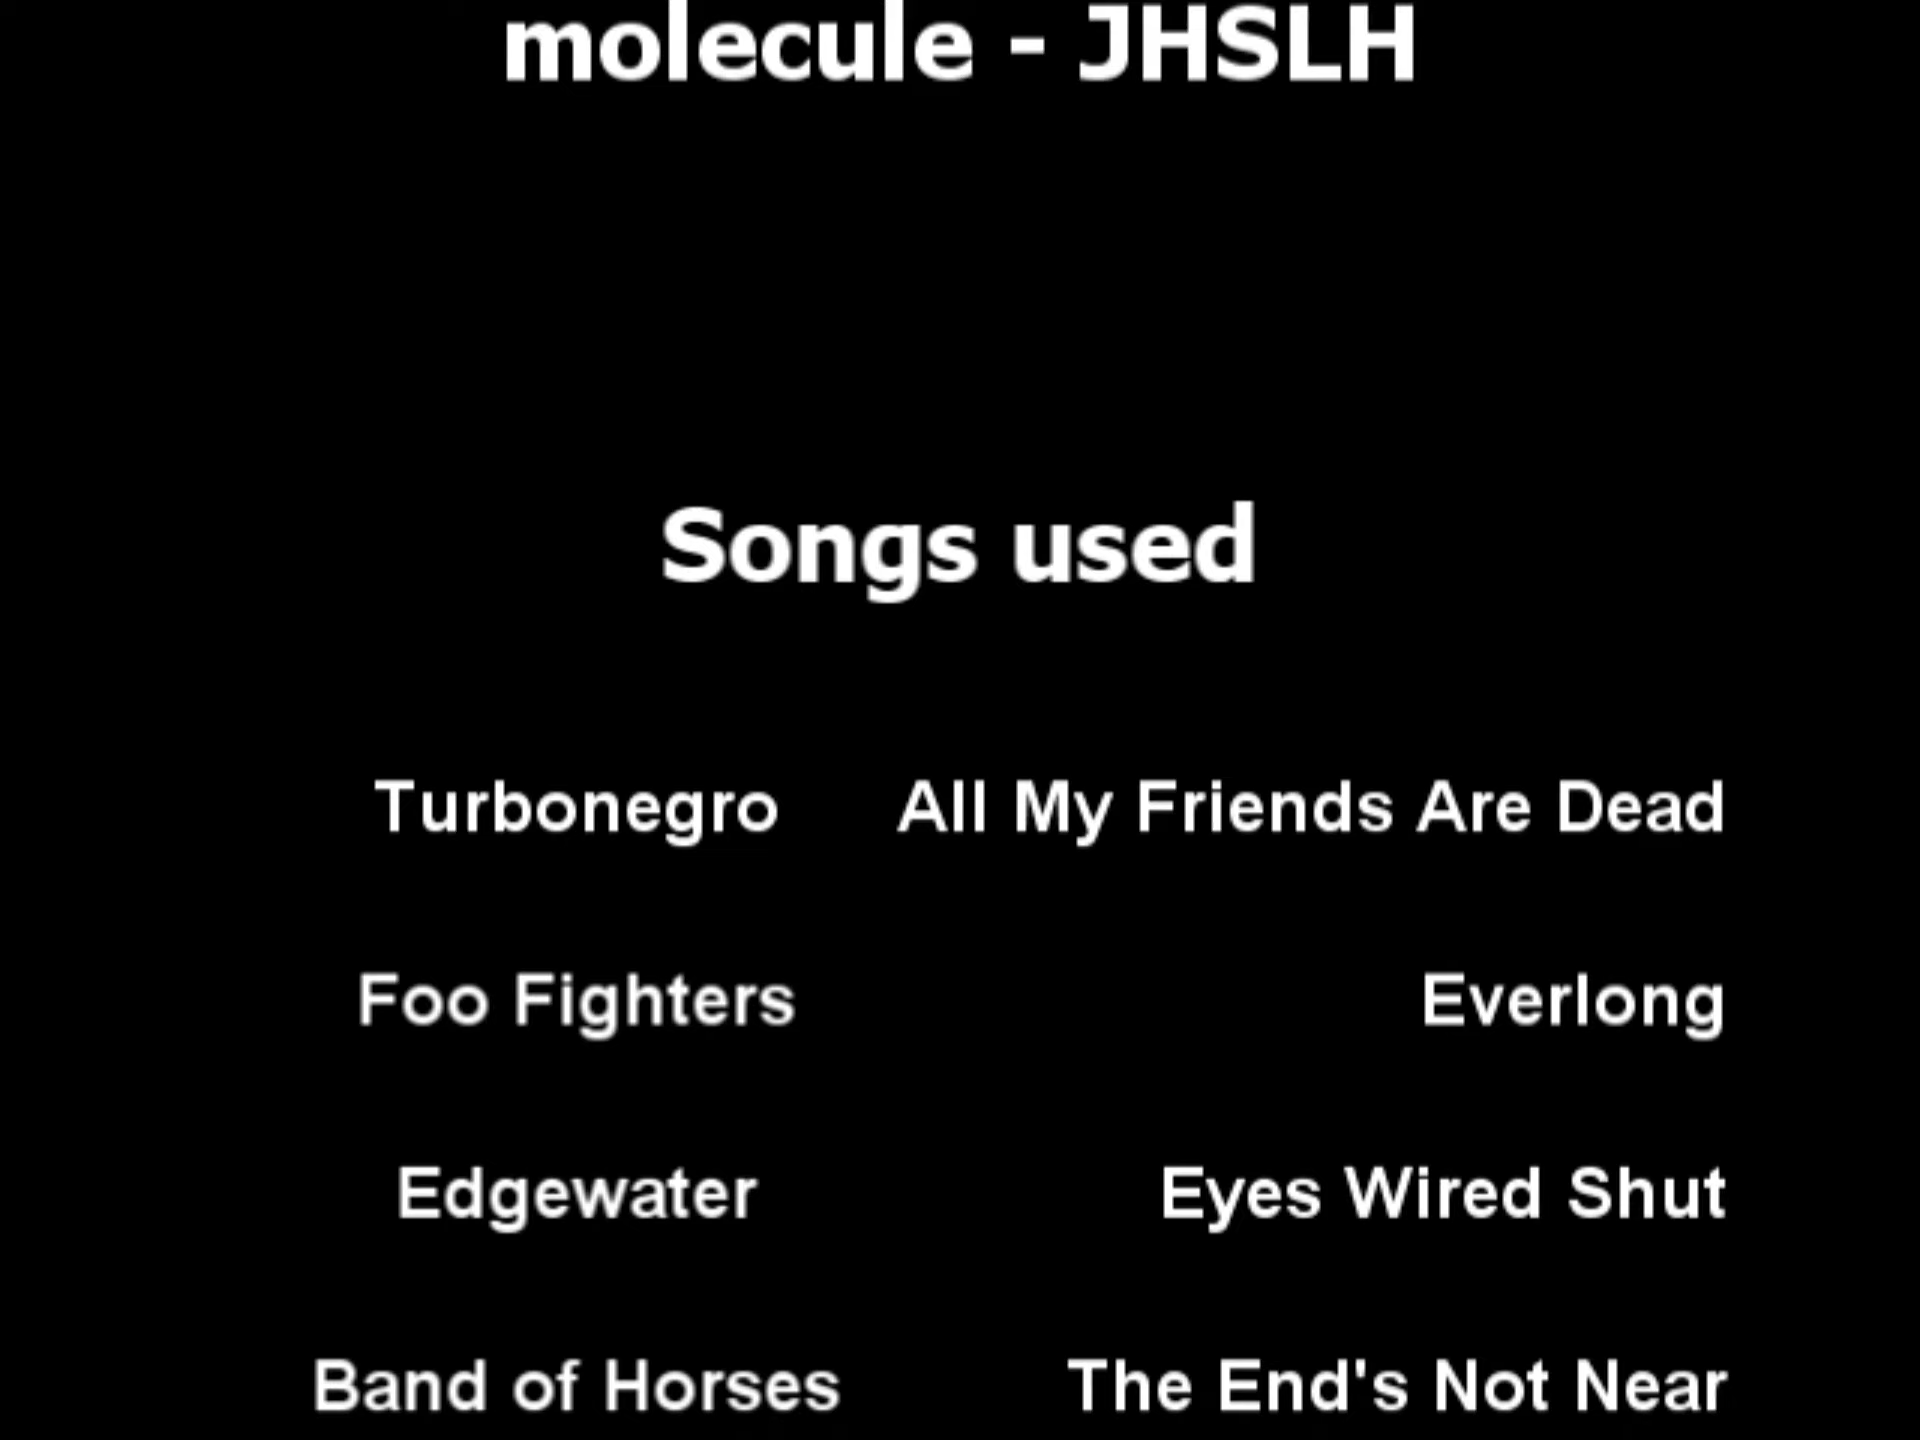 molecule - JHSLH
Songs used
Turbonegro All My Friends Are Dead
Foo Fighters Everlong
Edgewater Eyes Wired Shut
Band of Horses The End's Not Near